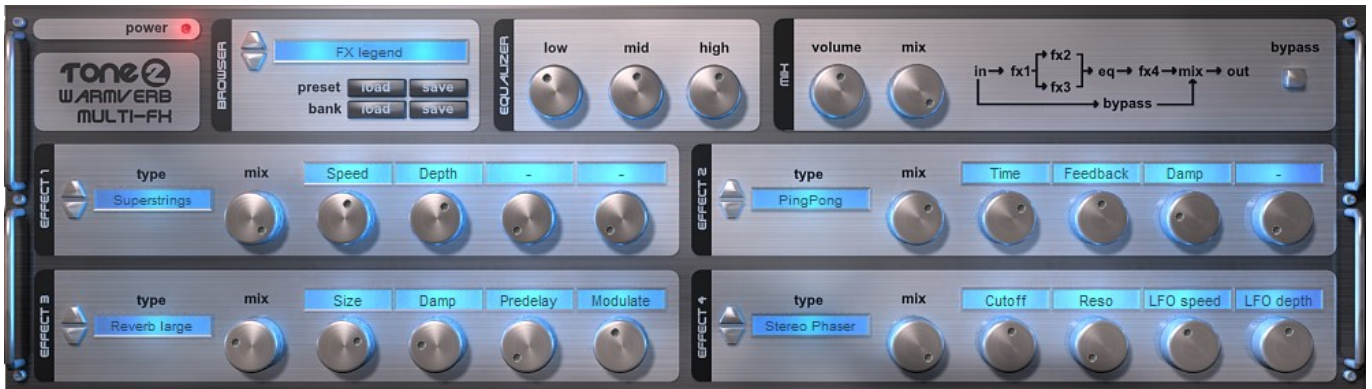 power
TONE2
WARMVERB
MULTI-FX
BROWSER
FX legend
preset load save
bank load save
EQUALIZER
low mid high
MIX
volume mix
in fx1 fx2 fx3 eq fx4 mix out
bypass
bypass
EFFECT 1
type mix Speed Depth - -
Superstrings
EFFECT 2
type mix Time Feedback Damp -
PingPong
EFFECT 3
type mix Size Damp Predelay Modulate
Reverb large
EFFECT 4
type mix Cutoff Reso LFO speed LFO depth
Stereo Phaser